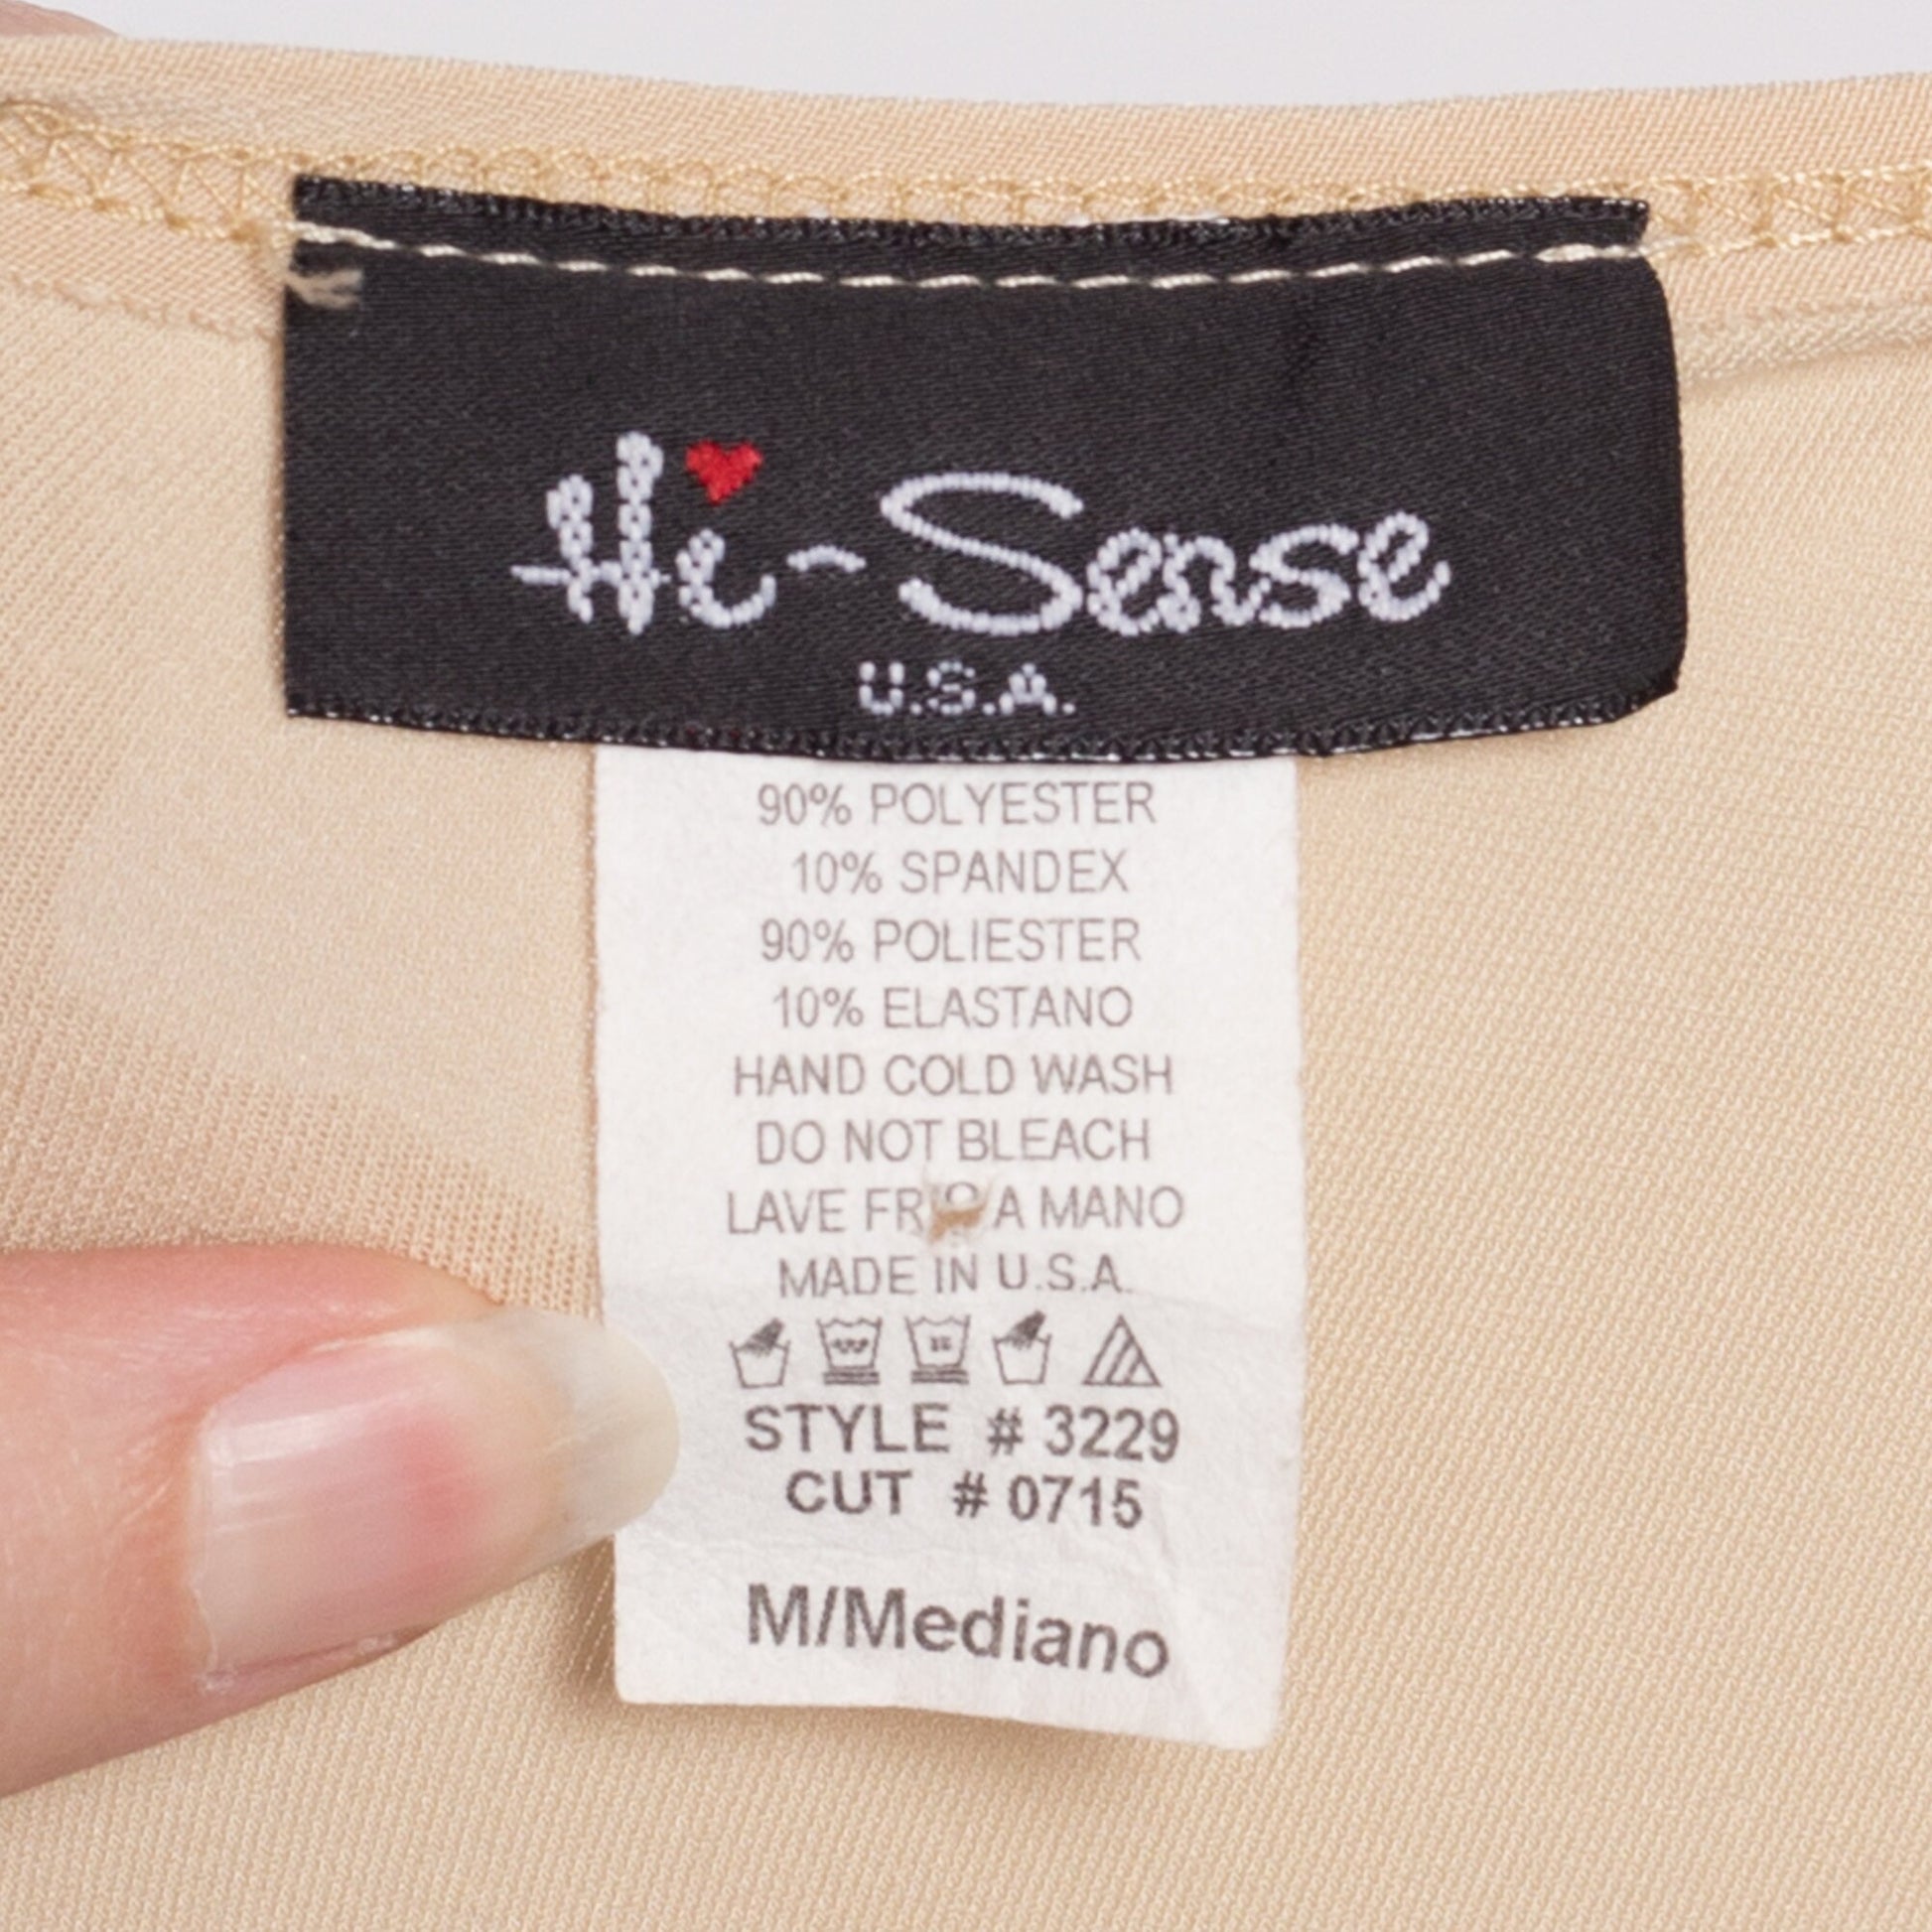 Hi-Sense
U.S.A.
90% POLYESTER
10% SPANDEX
90% POLIESTER
10% ELASTANO
HAND COLD WASH
DO NOT BLEACH
LAVE FRIO A MANO
MADE IN U.S.A.
STYLE # 3229
CUT # 0715
M/Mediano